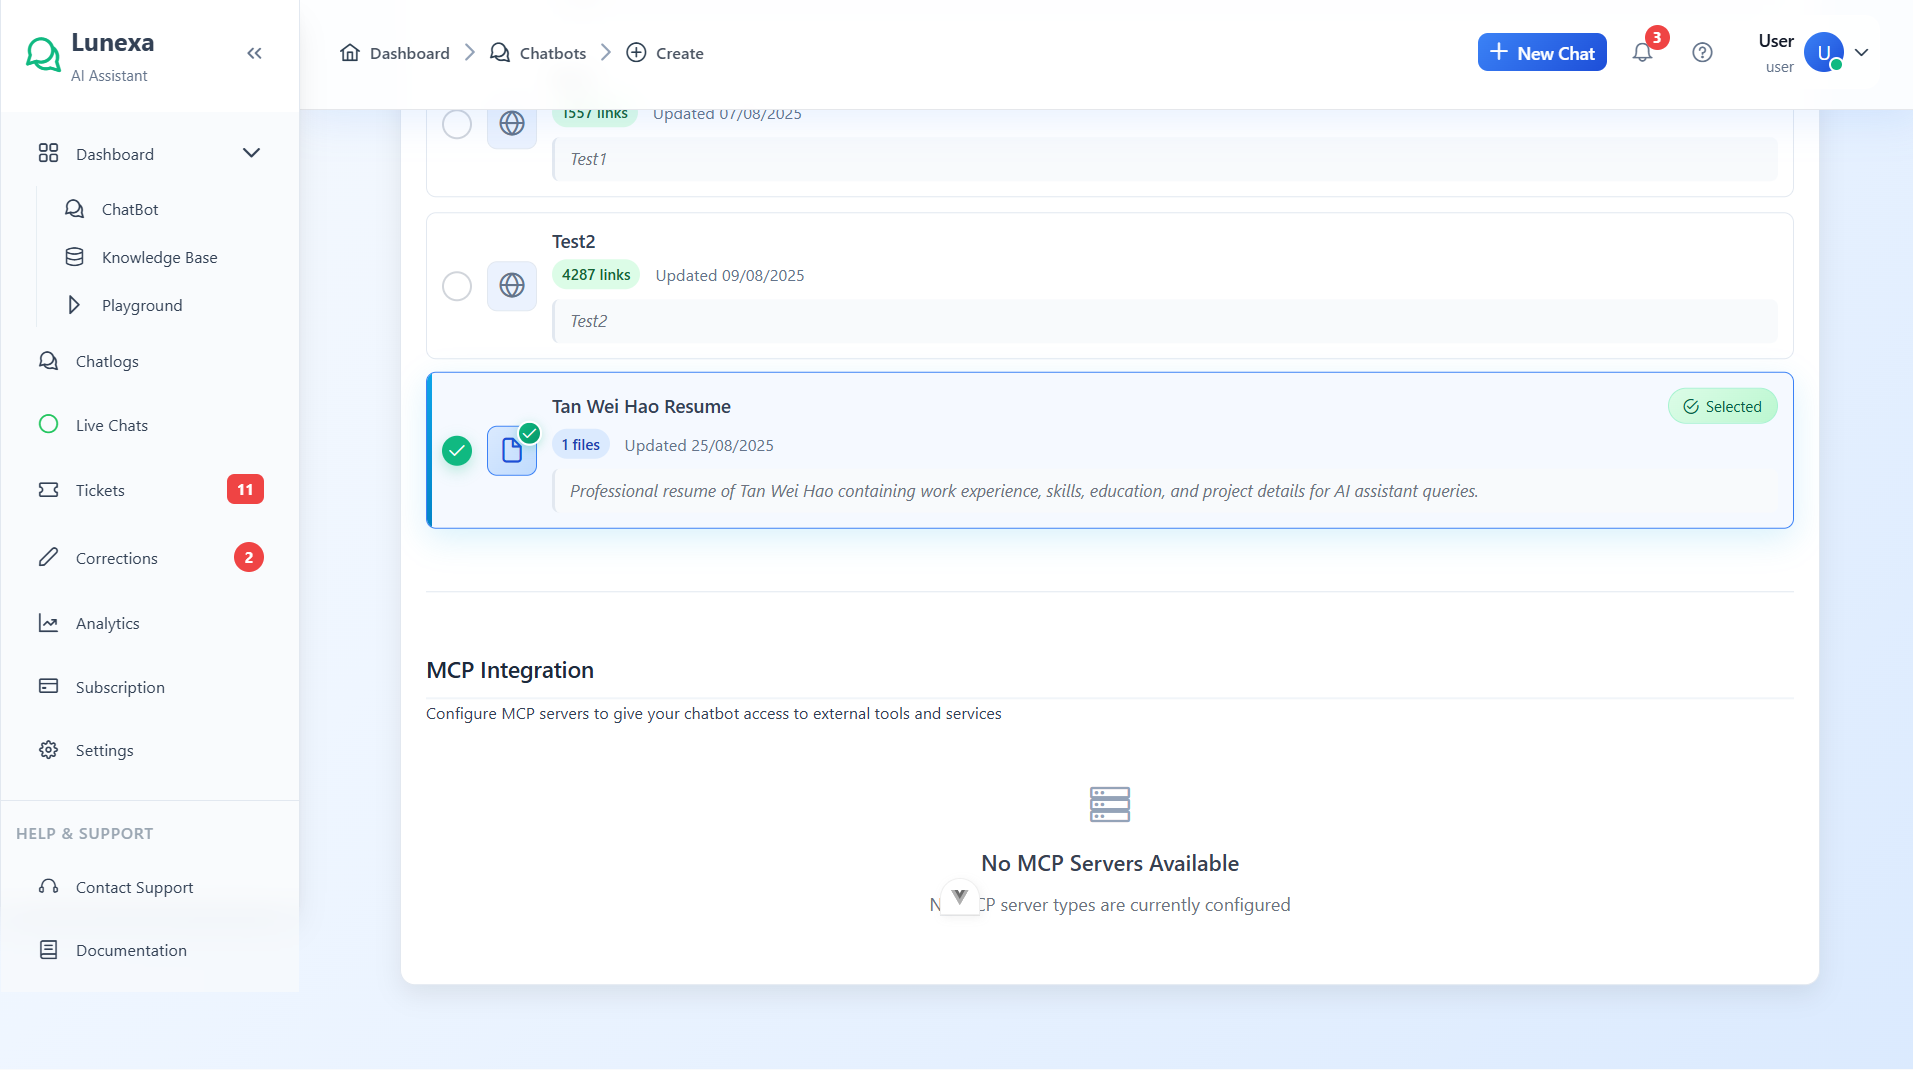 Lunexa
AI Assistant
Dashboard
Chatbots
Create
New Chat
3
User
user
U
Dashboard
ChatBot
Knowledge Base
Playground
Chatlogs
Live Chats
Tickets
11
Corrections
2
Analytics
Subscription
Settings
HELP & SUPPORT
Contact Support
Documentation
1557 links
Updated 07/08/2025
Test1
Test2
4287 links
Updated 09/08/2025
Test2
Tan Wei Hao Resume
Selected
1 files
Updated 25/08/2025
Professional resume of Tan Wei Hao containing work experience, skills, education, and project details for AI assistant queries.
MCP Integration
Configure MCP servers to give your chatbot access to external tools and services
No MCP Servers Available
server types are currently configured